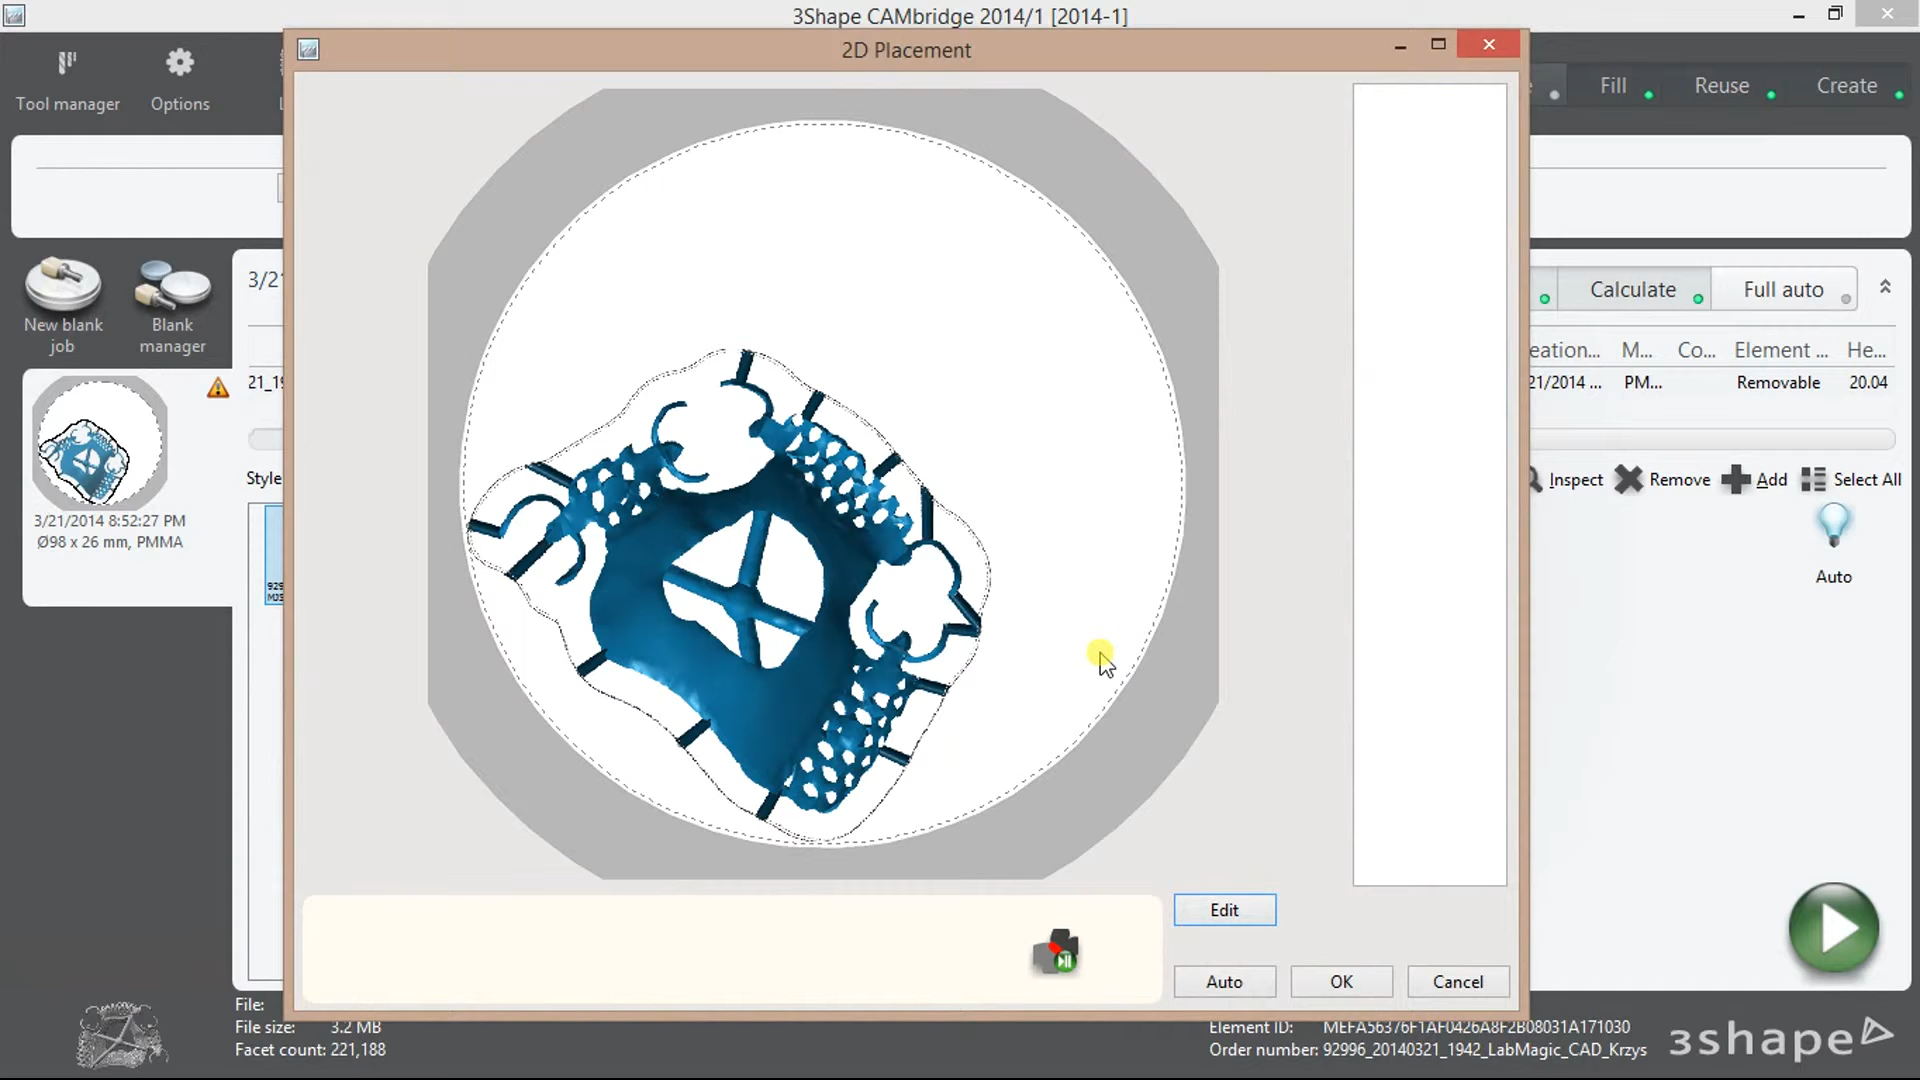 3Shape CAMbridge 2014/1 [2014-1]
2D Placement
Tool manager
Options
Fill
Reuse
Create
New blank job
Blank manager
3/21/2014 8:52:27 PM
Ø98 x 26 mm, PMMA
3/2
21_19
Style
Calculate
Full auto
eation...
M...
Co...
Element ...
He...
21/2014 ...
PM...
Removable
20.04
Inspect
Remove
Add
Select All
Auto
Edit
Auto
OK
Cancel
File:
File size: 3.2 MB
Facet count: 221,188
Element ID: MEFA56376F1AF0426A8F2B08031A171030
Order number: 92996_20140321_1942_LabMagic_CAD_Krzys
3shape